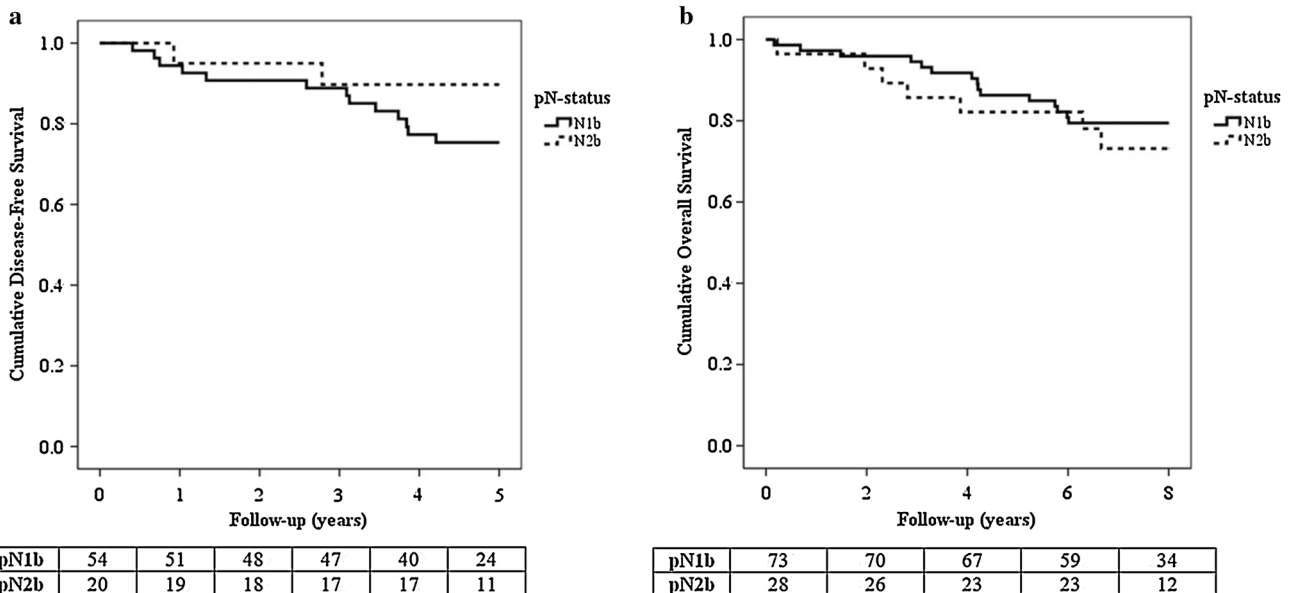 a
Cumulative Disease-Free Survival
1.0
0.8
0.6
0.4
0.2
0.0
0 1 2 3 4 5
Follow-up (years)
pN-status
N1b
N2b
pN1b 54 51 48 47 40 24
pN2b 20 19 18 17 17 11
b
Cumulative Overall Survival
1.0
0.8
0.6
0.4
0.2
0.0
0 2 4 6 8
Follow-up (years)
pN-status
N1b
N2b
pN1b 73 70 67 59 34
pN2b 28 26 23 23 12